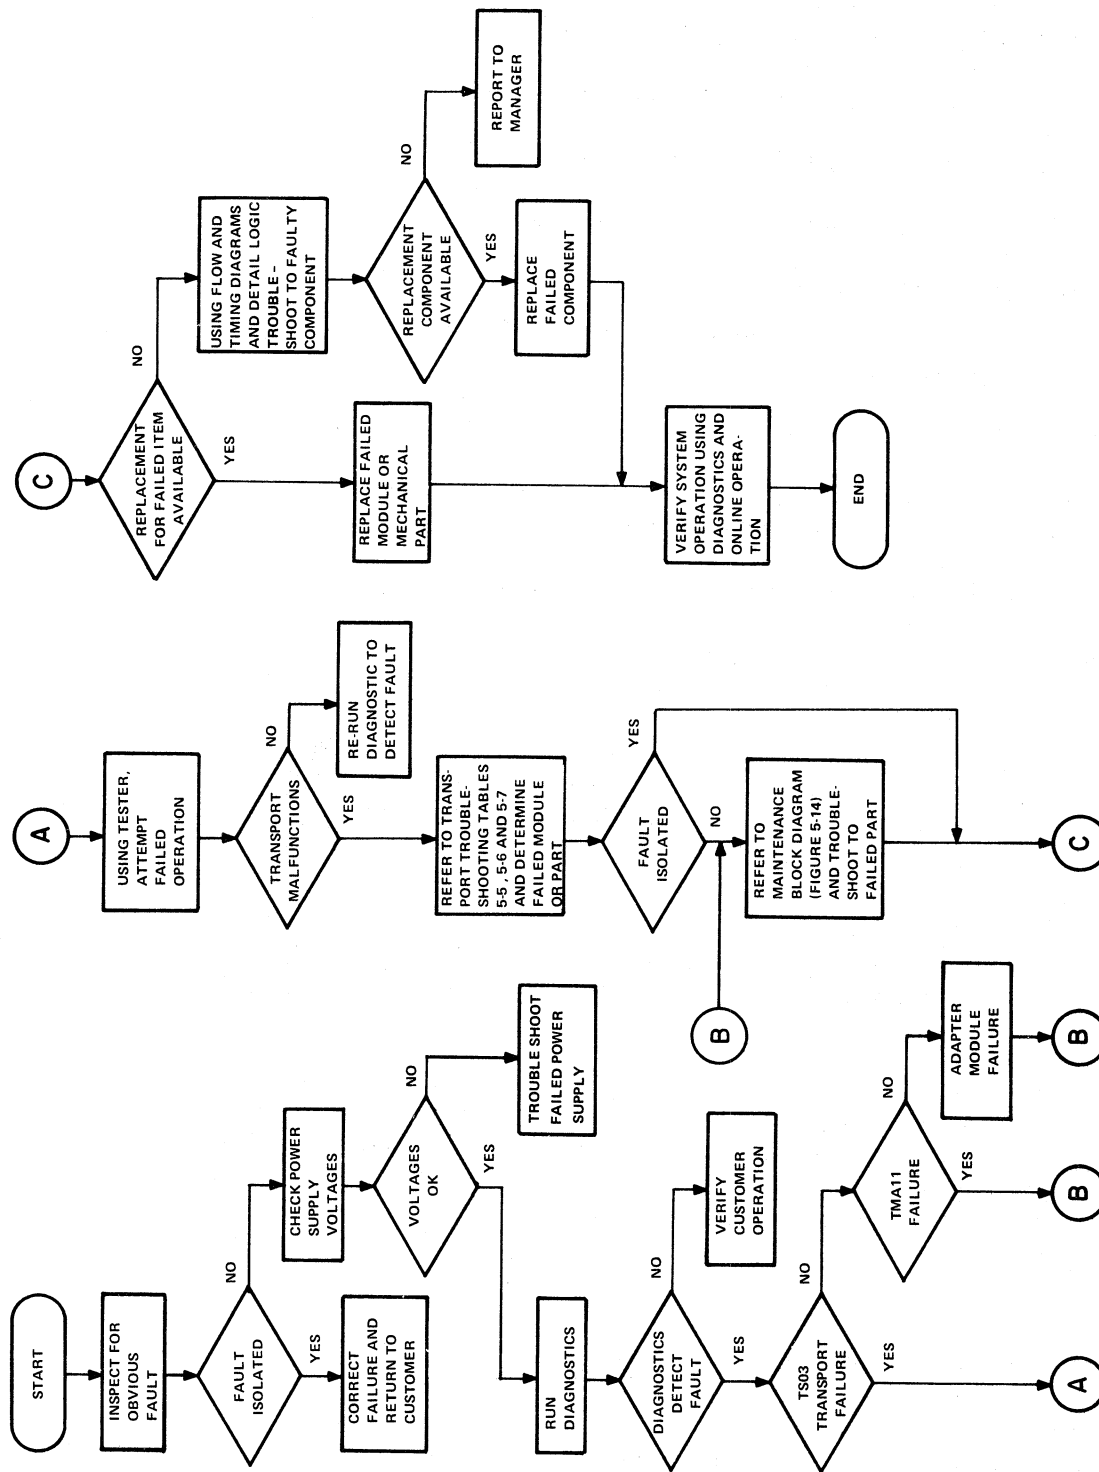 START
INSPECT FOR
OBVIOUS
FAULT
FAULT
ISOLATED
NO
YES
CORRECT
FAILURE AND
RETURN TO
CUSTOMER
CHECK POWER
SUPPLY
VOLTAGES
VOLTAGES
OK
NO
YES
TROUBLE SHOOT
FAILED POWER
SUPPLY
RUN
DIAGNOSTICS
DIAGNOSTICS
DETECT
FAULT
NO
YES
VERIFY
CUSTOMER
OPERATION
TS03
TRANSPORT
FAILURE
NO
YES
A
TMA11
FAILURE
NO
YES
B
ADAPTER
MODULE
FAILURE
B
A
USING TESTER,
ATTEMPT
FAILED
OPERATION
TRANSPORT
MALFUNCTIONS
NO
YES
RE-RUN
DIAGNOSTIC TO
DETECT FAULT
REFER TO TRANS-
PORT TROUBLE-
SHOOTING TABLES
5-5, 5-6 AND 5-7
AND DETERMINE
FAILED MODULE
OR PART
FAULT
ISOLATED
YES
NO
B
REFER TO
MAINTENANCE
BLOCK DIAGRAM
(FIGURE 5-14)
AND TROUBLE-
SHOOT TO
FAILED PART
C
C
REPLACEMENT
FOR FAILED ITEM
AVAILABLE
NO
YES
REPLACE FAILED
MODULE OR
MECHANICAL
PART
USING FLOW AND
TIMING DIAGRAMS
AND DETAIL LOGIC
TROUBLE –
SHOOT TO FAULTY
COMPONENT
REPLACEMENT
COMPONENT
AVAILABLE
NO
YES
REPORT TO
MANAGER
REPLACE
FAILED
COMPONENT
VERIFY SYSTEM
OPERATION USING
DIAGNOSTICS AND
ONLINE OPERA-
TION
END